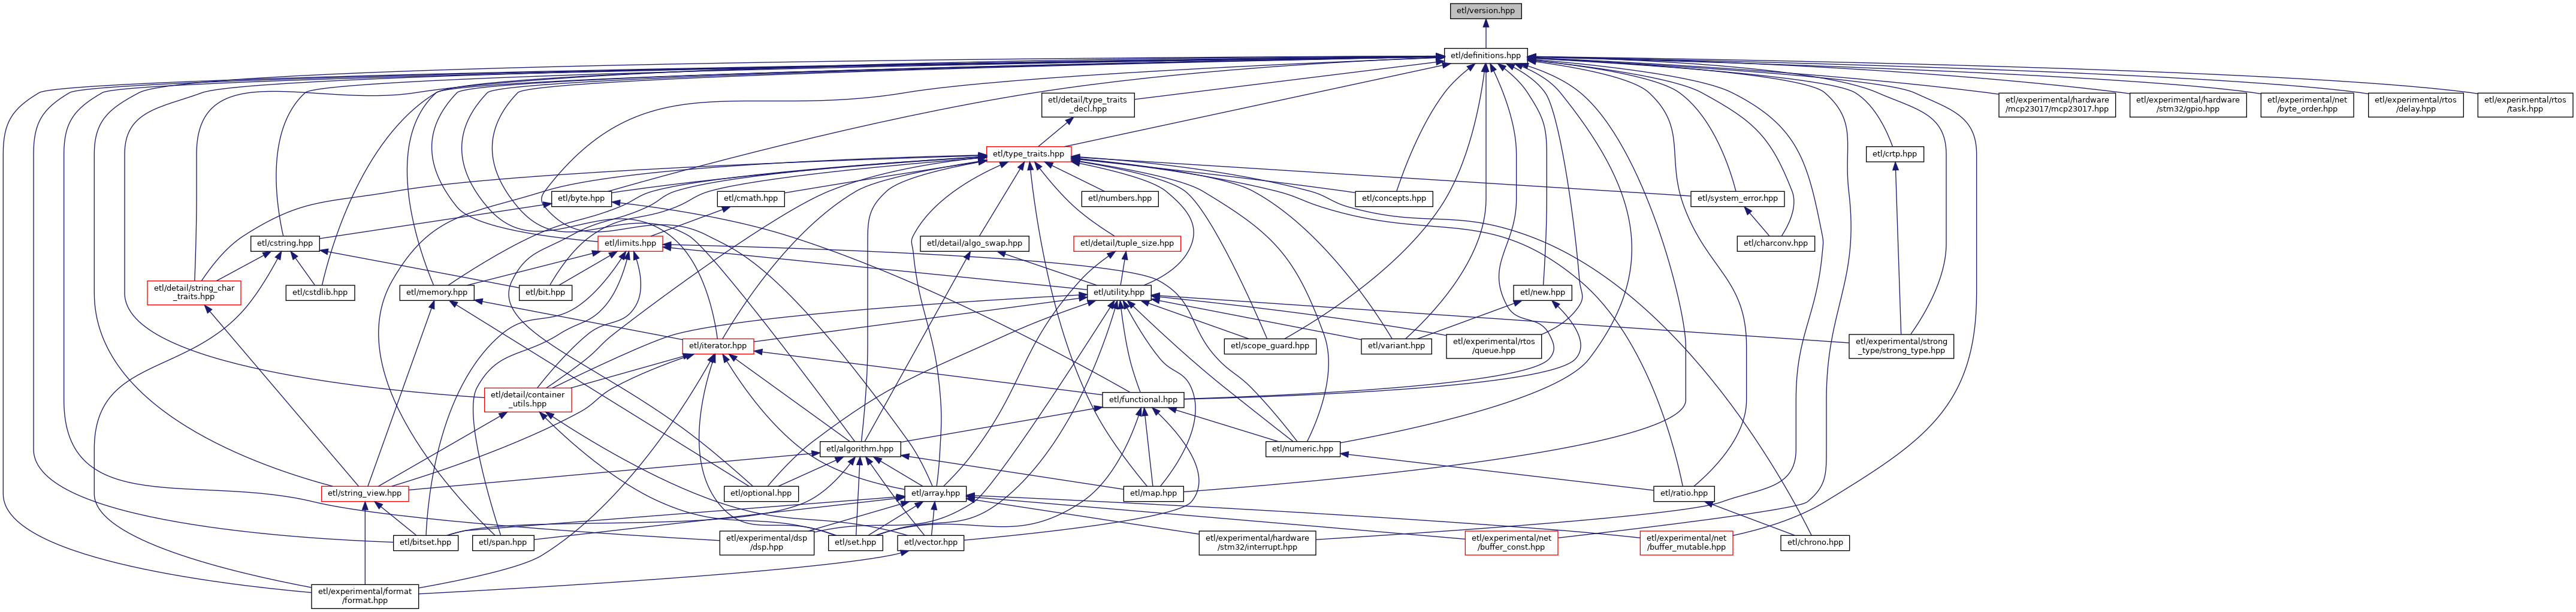 etl/version.hpp
etl/definitions.hpp
etl/detail/type_traits
_decl.hpp
etl/experimental/hardware
/mcp23017/mcp23017.hpp
etl/experimental/hardware
/stm32/gpio.hpp
etl/experimental/net
/byte_order.hpp
etl/experimental/rtos
/delay.hpp
etl/experimental/rtos
/task.hpp
etl/type_traits.hpp
etl/crtp.hpp
etl/byte.hpp
etl/cmath.hpp
etl/numbers.hpp
etl/concepts.hpp
etl/system_error.hpp
etl/cstring.hpp
etl/limits.hpp
etl/detail/algo_swap.hpp
etl/detail/tuple_size.hpp
etl/charconv.hpp
etl/detail/string_char
_traits.hpp
etl/cstdlib.hpp
etl/memory.hpp
etl/bit.hpp
etl/utility.hpp
etl/new.hpp
etl/iterator.hpp
etl/scope_guard.hpp
etl/variant.hpp
etl/experimental/rtos
/queue.hpp
etl/experimental/strong
_type/strong_type.hpp
etl/detail/container
_utils.hpp
etl/functional.hpp
etl/algorithm.hpp
etl/numeric.hpp
etl/string_view.hpp
etl/optional.hpp
etl/array.hpp
etl/map.hpp
etl/ratio.hpp
etl/bitset.hpp
etl/span.hpp
etl/experimental/dsp
/dsp.hpp
etl/set.hpp
etl/vector.hpp
etl/experimental/hardware
/stm32/interrupt.hpp
etl/experimental/net
/buffer_const.hpp
etl/experimental/net
/buffer_mutable.hpp
etl/chrono.hpp
etl/experimental/format
/format.hpp